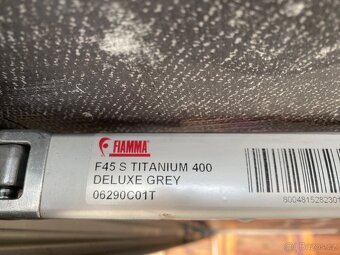 FIAMMA
F45 S TITANIUM 400
DELUXE GREY
06290C01T